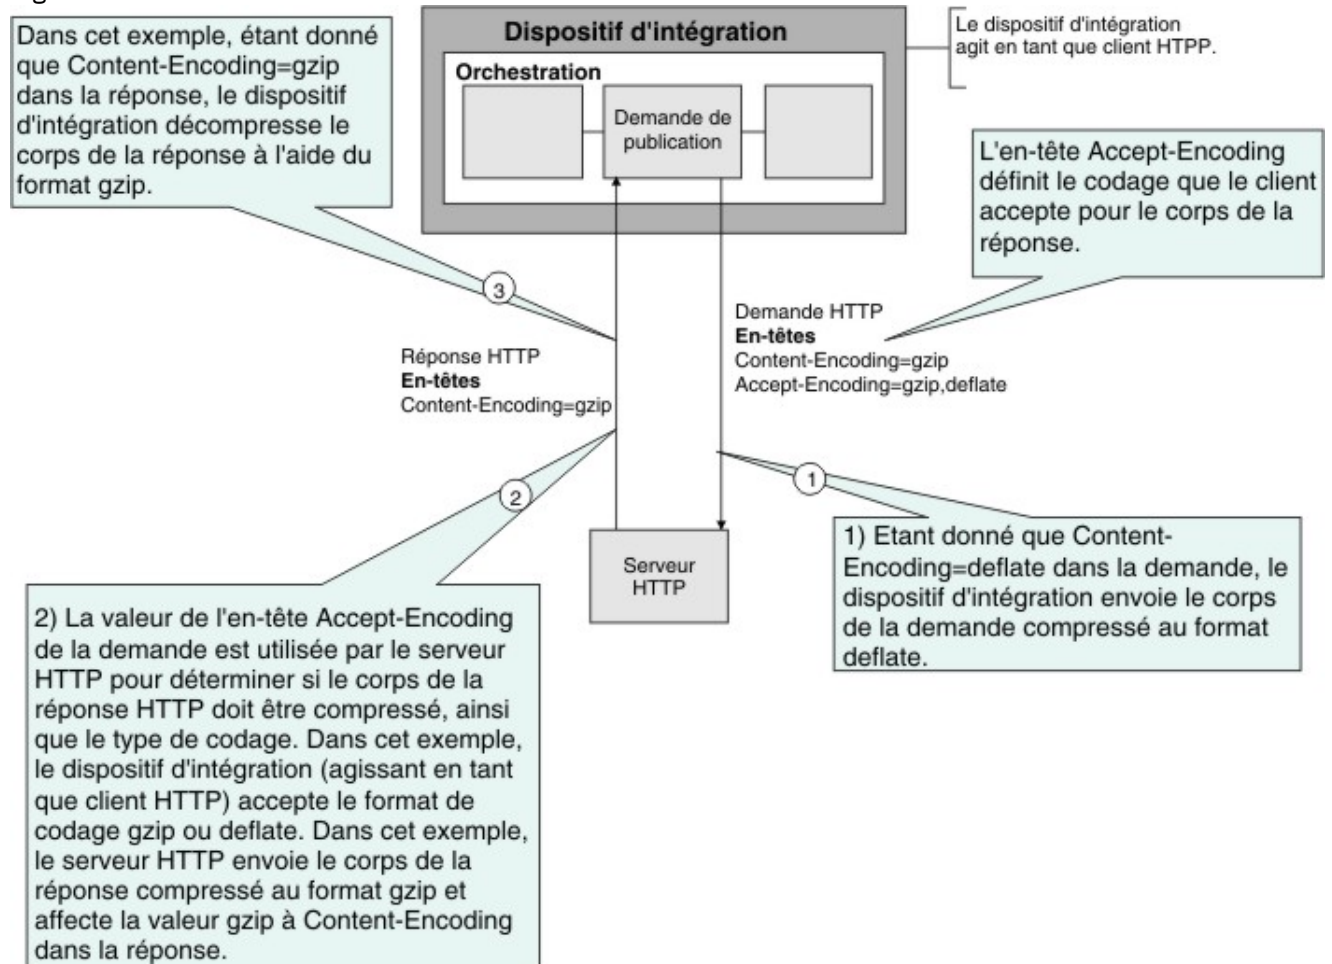 Dans cet exemple, étant donné
que Content-Encoding=gzip
dans la réponse, le dispositif
d'intégration décompresse le
corps de la réponse à l'aide du
format gzip.
Dispositif d'intégration
Orchestration
Demande de
publication
Le dispositif d'intégration
agit en tant que client HTPP.
L'en-tête Accept-Encoding
définit le codage que le client
accepte pour le corps de la
réponse.
3
Demande HTTP
En-têtes
Content-Encoding=gzip
Accept-Encoding=gzip,deflate
Réponse HTTP
En-têtes
Content-Encoding=gzip
1
2
Serveur
HTTP
1) Etant donné que Content-
Encoding=deflate dans la demande, le
dispositif d'intégration envoie le corps
de la demande compressé au format
deflate.
2) La valeur de l'en-tête Accept-Encoding
de la demande est utilisée par le serveur
HTTP pour déterminer si le corps de la
réponse HTTP doit être compressé, ainsi
que le type de codage. Dans cet exemple,
le dispositif d'intégration (agissant en tant
que client HTTP) accepte le format de
codage gzip ou deflate. Dans cet exemple,
le serveur HTTP envoie le corps de la
réponse compressé au format gzip et
affecte la valeur gzip à Content-Encoding
dans la réponse.